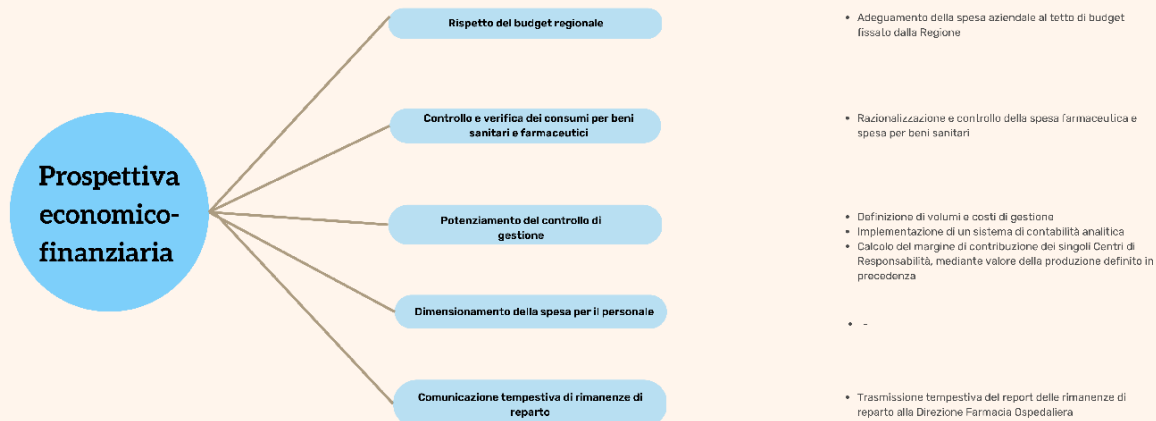 Prospettiva
economico-
finanziaria
Rispetto del budget regionale
• Adeguamento della spesa aziendale al tetto di budget
fissato dalla Regione
Controllo e verifica dei consumi per beni
sanitari e farmaceutici
• Razionalizzazione e controllo della spesa farmaceutica e
spesa per beni sanitari
Potenziamento del controllo di
gestione
• Definizione di volumi e costi di gestione
• Implementazione di un sistema di contabilità analitica
• Calcolo del margine di contribuzione dei singoli Centri di
Responsabilità, mediante valore della produzione definito in
precedenza
Dimensionamento della spesa per il personale
• -
Comunicazione tempestiva di rimanenze di
reparto
• Trasmissione tempestiva del report delle rimanenze di
reparto alla Direzione Farmacia Ospedaliera